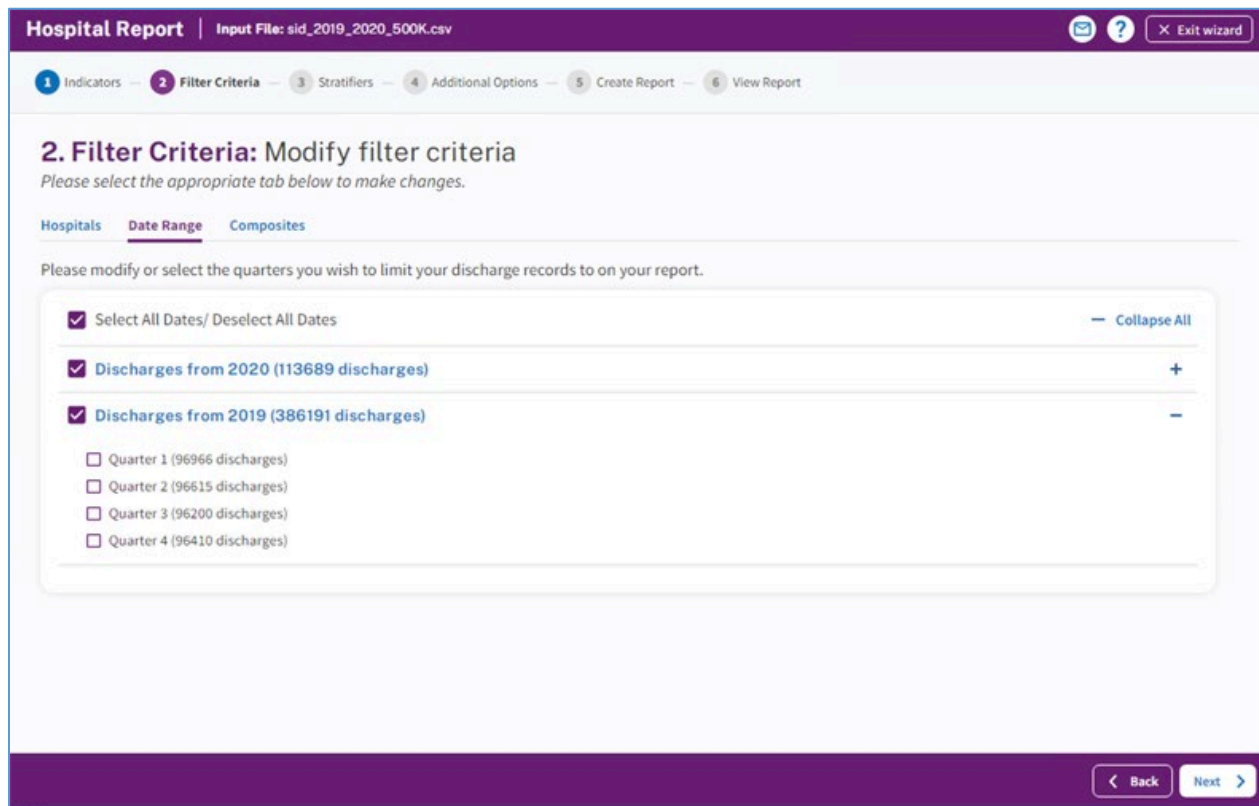 Hospital Report | Input File: sid_2019_2020_500K.csv ? × Exit wizard
1 Indicators — 2 Filter Criteria — 3 Stratifiers — 4 Additional Options — 5 Create Report — 6 View Report
2. Filter Criteria: Modify filter criteria
Please select the appropriate tab below to make changes.
Hospitals Date Range Composites
Please modify or select the quarters you wish to limit your discharge records to on your report.
Select All Dates/ Deselect All Dates — Collapse All
Discharges from 2020 (113689 discharges) +
Discharges from 2019 (386191 discharges) −
Quarter 1 (96966 discharges)
Quarter 2 (96615 discharges)
Quarter 3 (96200 discharges)
Quarter 4 (96410 discharges)
Back Next